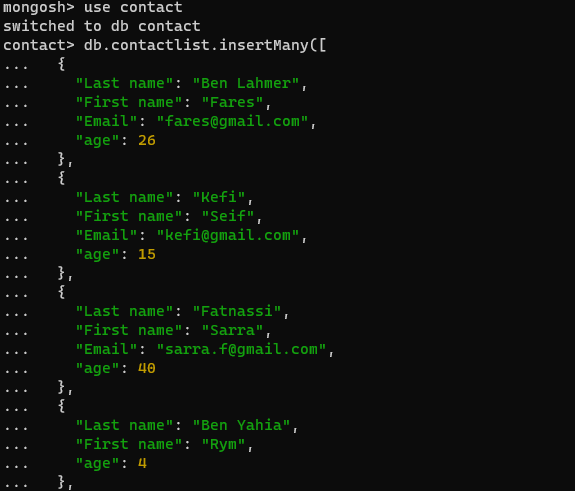 mongosh> use contact
switched to db contact
contact> db.contactlist.insertMany([
...   {
...     "Last name": "Ben Lahmer",
...     "First name": "Fares",
...     "Email": "fares@gmail.com",
...     "age": 26
...   },
...   {
...     "Last name": "Kefi",
...     "First name": "Seif",
...     "Email": "kefi@gmail.com",
...     "age": 15
...   },
...   {
...     "Last name": "Fatnassi",
...     "First name": "Sarra",
...     "Email": "sarra.f@gmail.com",
...     "age": 40
...   },
...   {
...     "Last name": "Ben Yahia",
...     "First name": "Rym",
...     "age": 4
...   },